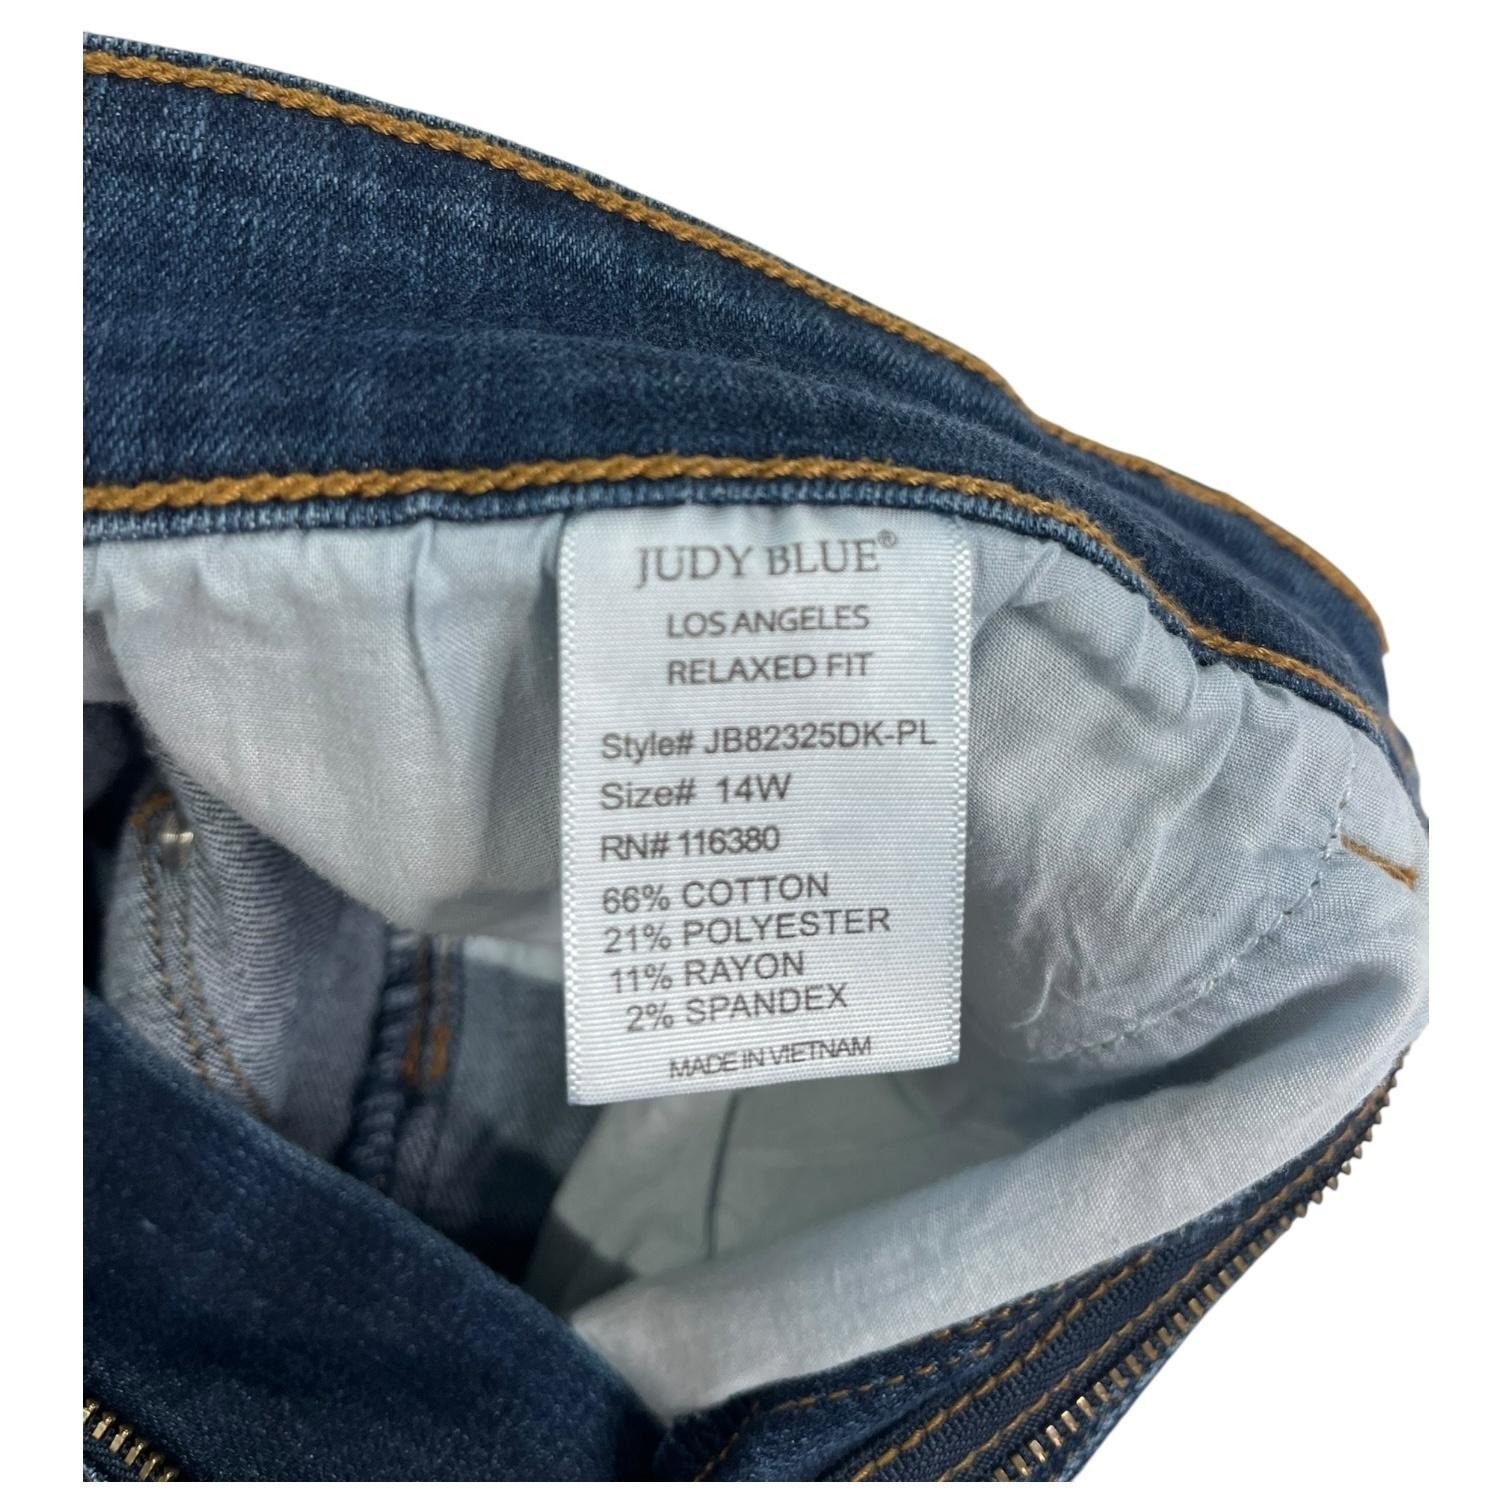 JUDY BLUE®
LOS ANGELES
RELAXED FIT
Style# JB82325DK-PL
Size# 14W
RN# 116380
66% COTTON
21% POLYESTER
11% RAYON
2% SPANDEX
MADE IN VIETNAM